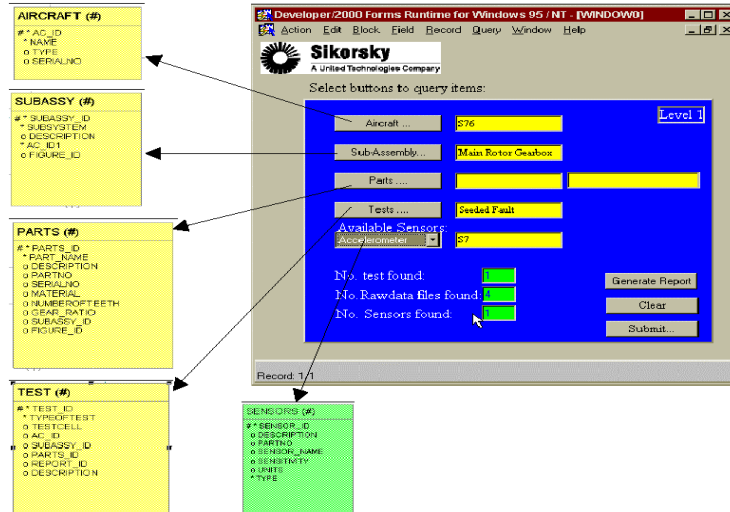 AIRCRAFT (#)
# * AC_ID
* NAME
o TYPE
o SERIALNO
SUBASSY (#)
# * SUBASSY_ID
* SUBSYSTEM
o DESCRIPTION
* AC_ID1
o FIGURE_ID
PARTS (#)
# * PARTS_ID
* PART_NAME
o DESCRIPTION
o PARTNO
o SERIALNO
o MATERIAL
o NUMBEROFTEETH
o GEAR_RATIO
o SUBASSY_ID
o FIGURE_ID
TEST (#)
# * TEST_ID
* TYPEOFTEST
o TESTCELL
o AC_ID
o SUBASSY_ID
o PARTS_ID
o REPORT_ID
o DESCRIPTION
Developer/2000 Forms Runtime for Windows 95 / NT - [WINDOW0]
Action Edit Block Field Record Query Window Help
Sikorsky
A United Technologies Company
Select buttons to query items:
Level 1
Aircraft ... S76
Sub-Assembly... Main Rotor Gearbox
Parts ....
Tests .... Seeded Fault
Available Sensors:
Accelerometer S7
No. test found: 1
No. Rawdata files found: 4
No. Sensors found: 1
Generate Report
Clear
Submit...
Record: 1/1
SENSORS (#)
# * SENSOR_ID
o DESCRIPTION
o PARTNO
o SENSOR_NAME
o SENSITIVITY
o UNITS
* TYPE